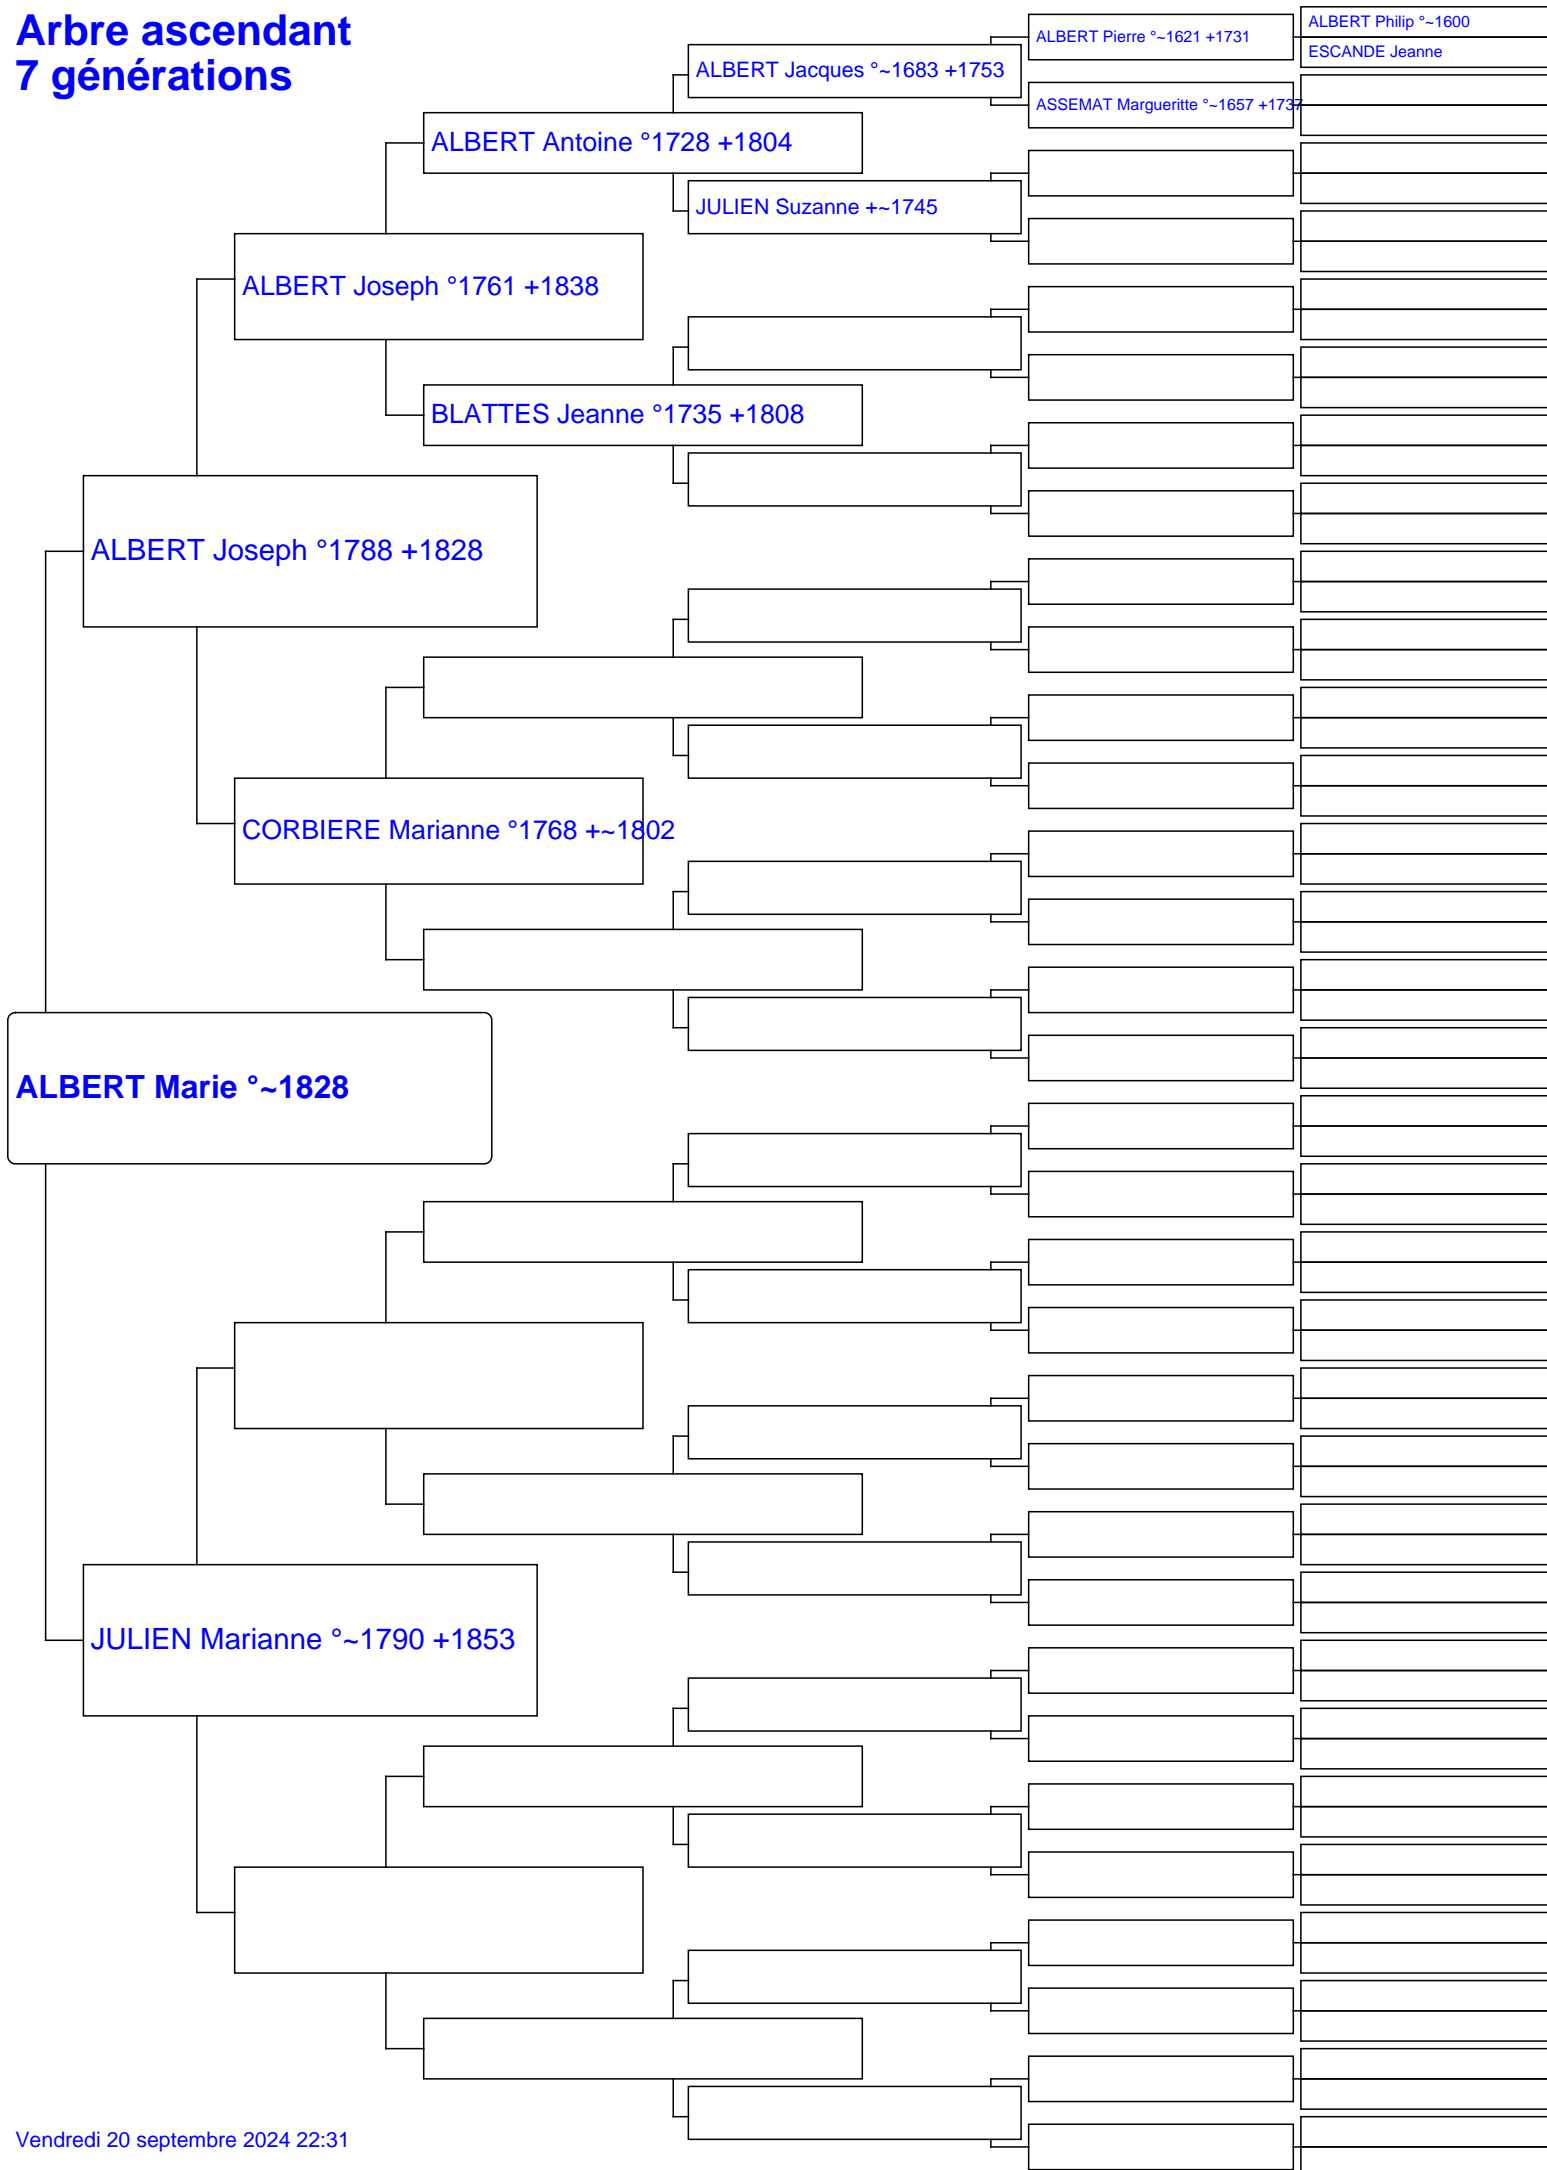 Arbre ascendant
7 générations
ALBERT Philip °~1600
ALBERT Pierre °~1621 +1731
ESCANDE Jeanne
ALBERT Jacques °~1683 +1753
ASSEMAT Margueritte °~1657 +1737
ALBERT Antoine °1728 +1804
JULIEN Suzanne +~1745
ALBERT Joseph °1761 +1838
BLATTES Jeanne °1735 +1808
ALBERT Joseph °1788 +1828
CORBIERE Marianne °1768 +~1802
ALBERT Marie °~1828
JULIEN Marianne °~1790 +1853
Vendredi 20 septembre 2024 22:31